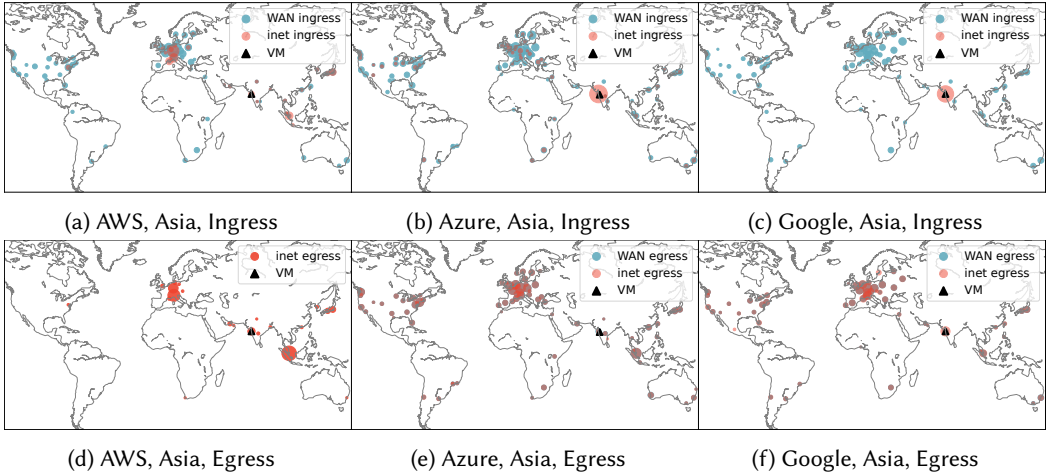 WAN ingress
inet ingress
VM
WAN ingress
inet ingress
VM
WAN ingress
inet ingress
VM
(a) AWS, Asia, Ingress
(b) Azure, Asia, Ingress
(c) Google, Asia, Ingress
inet egress
VM
WAN egress
inet egress
VM
WAN egress
inet egress
VM
(d) AWS, Asia, Egress
(e) Azure, Asia, Egress
(f) Google, Asia, Egress